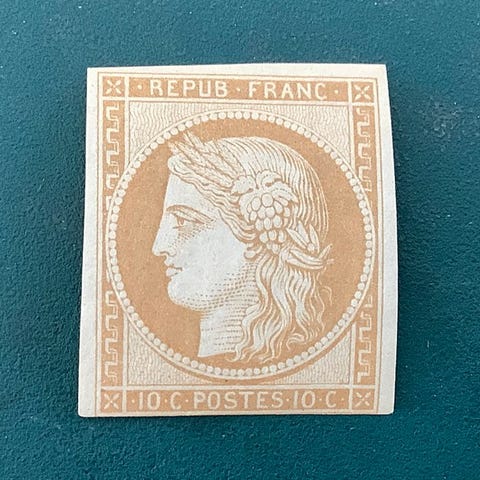 · REPUB · FRANC ·
· 10 C · POSTES · 10 C ·